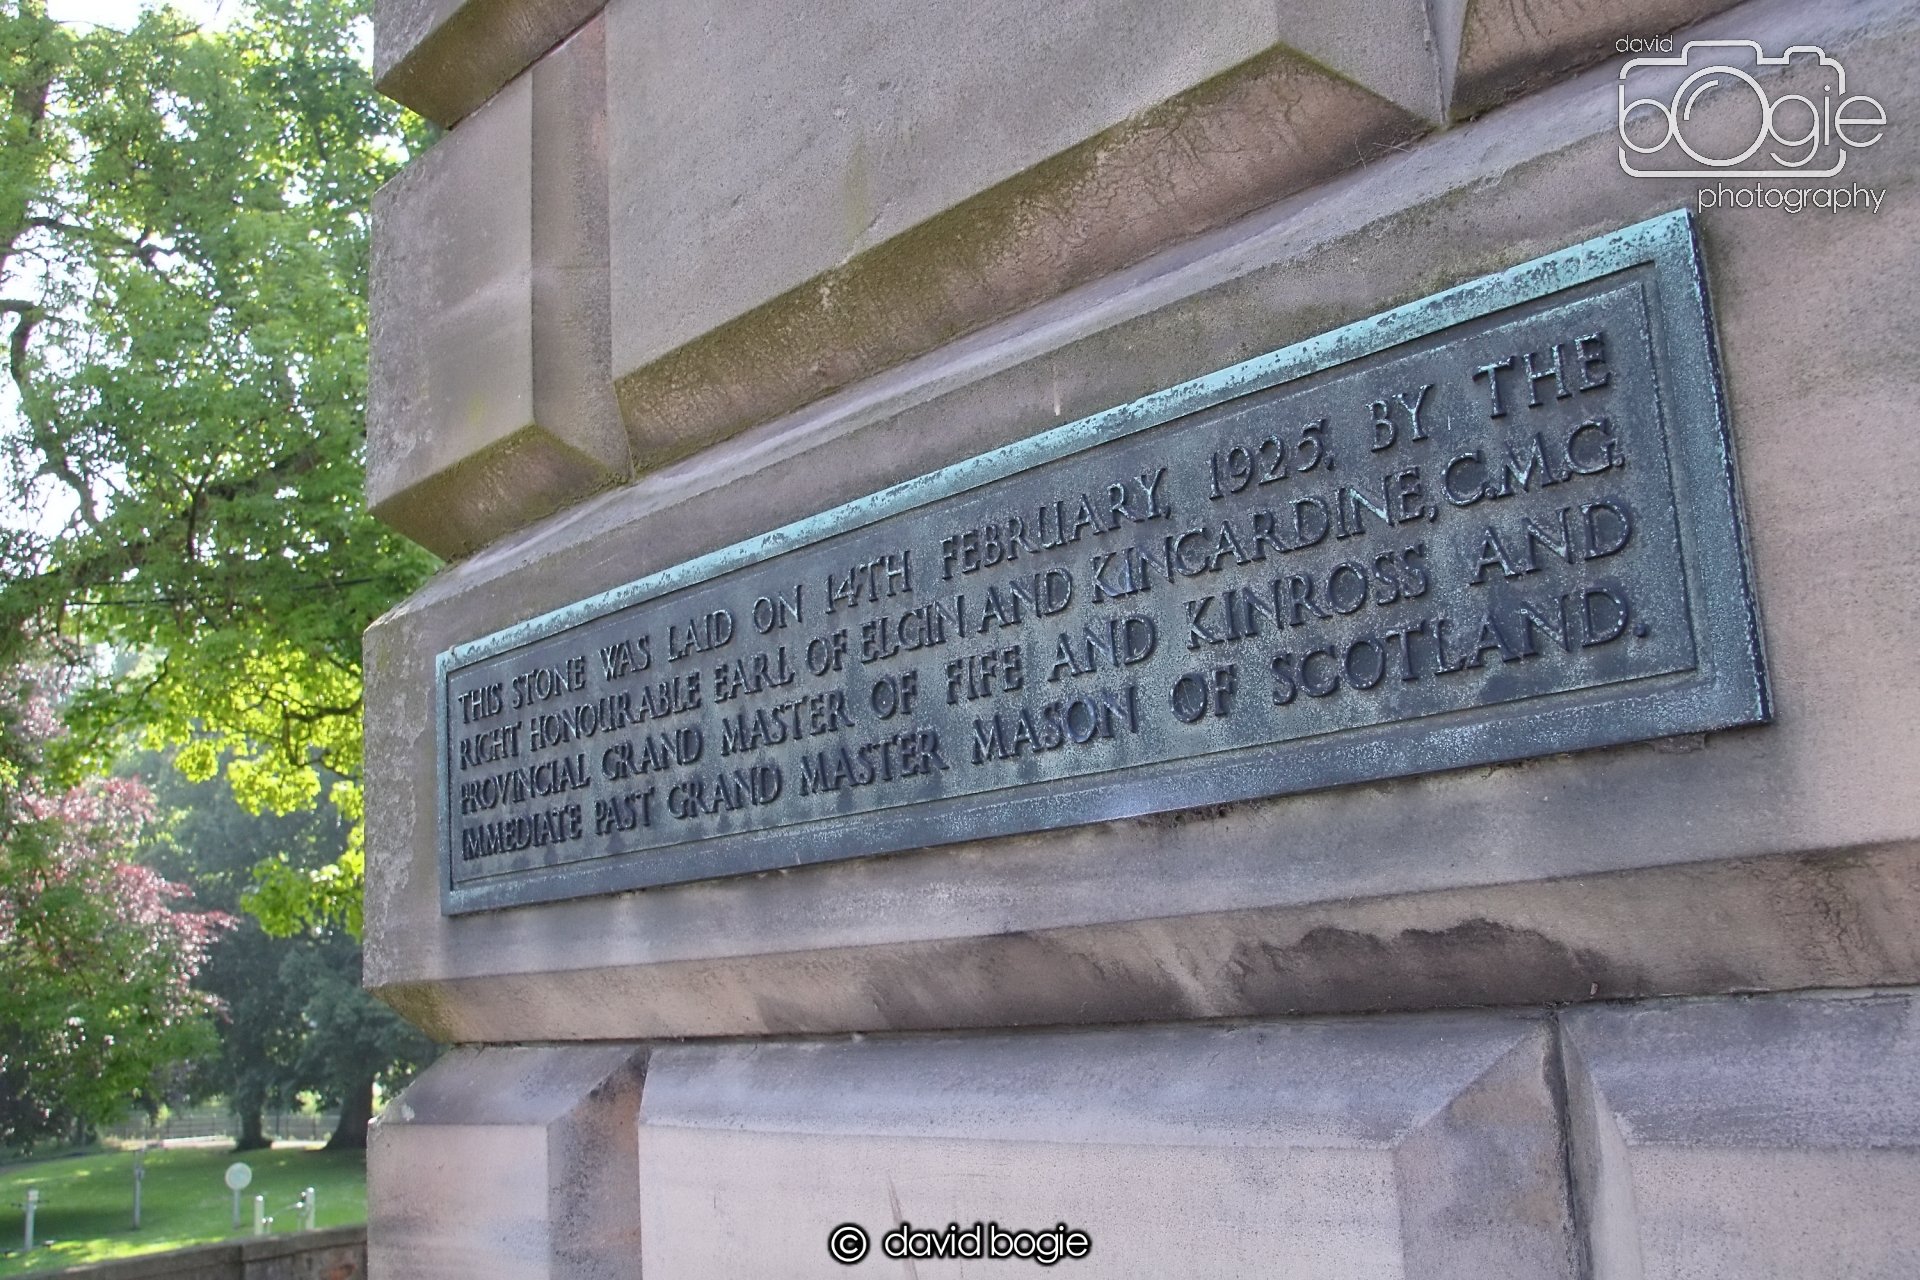 david
bogie
photography
THIS STONE WAS LAID ON 14TH FEBRUARY, 1925, BY THE
RIGHT HONOURABLE EARL OF ELGIN AND KINCARDINE, C.M.G.
PROVINCIAL GRAND MASTER OF FIFE AND KINROSS AND
IMMEDIATE PAST GRAND MASTER MASON OF SCOTLAND.
© david bogie